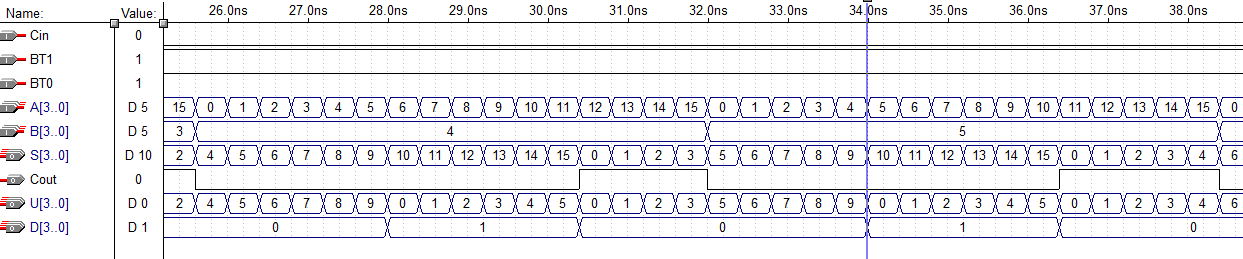 Name: Value: 26.0ns 27.0ns 28.0ns 29.0ns 30.0ns 31.0ns 32.0ns 33.0ns 34.0ns 35.0ns 36.0ns 37.0ns 38.0ns
Cin 0
BT1 1
BT0 1
A[3..0] D 5 15 0 1 2 3 4 5 6 7 8 9 10 11 12 13 14 15 0 1 2 3 4 5 6 7 8 9 10 11 12 13 14 15 0
B[3..0] D 5 3 4 5
S[3..0] D 10 2 4 5 6 7 8 9 10 11 12 13 14 15 0 1 2 3 5 6 7 8 9 10 11 12 13 14 15 0 1 2 3 4 6
Cout 0
U[3..0] D 0 2 4 5 6 7 8 9 0 1 2 3 4 5 0 1 2 3 5 6 7 8 9 0 1 2 3 4 5 0 1 2 3 4 6
D[3..0] D 1 0 1 0 1 0